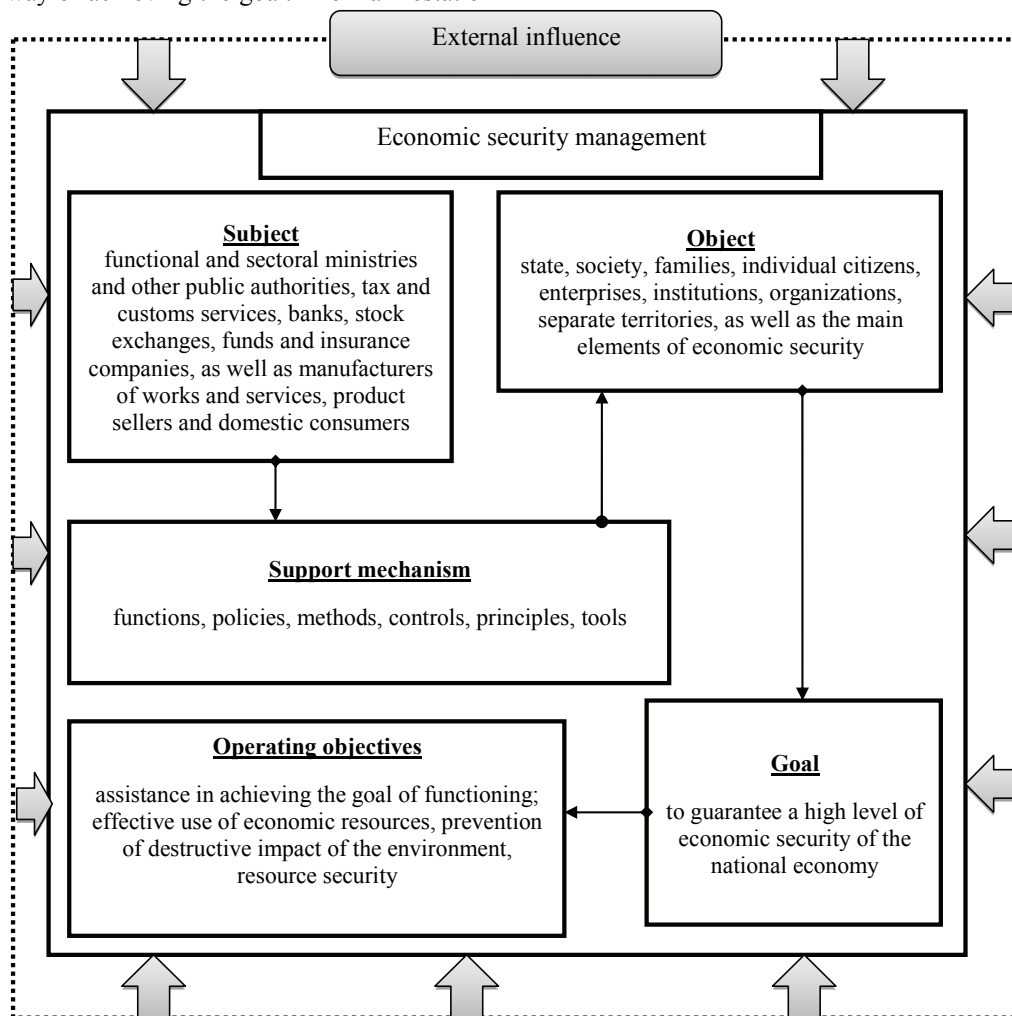 External influence
Economic security management
Subject
functional and sectoral ministries
and other public authorities, tax and
customs services, banks, stock
exchanges, funds and insurance
companies, as well as manufacturers
of works and services, product
sellers and domestic consumers
Object
state, society, families, individual citizens,
enterprises, institutions, organizations,
separate territories, as well as the main
elements of economic security
Support mechanism
functions, policies, methods, controls, principles, tools
Operating objectives
assistance in achieving the goal of functioning;
effective use of economic resources, prevention
of destructive impact of the environment,
resource security
Goal
to guarantee a high level of
economic security of the
national economy